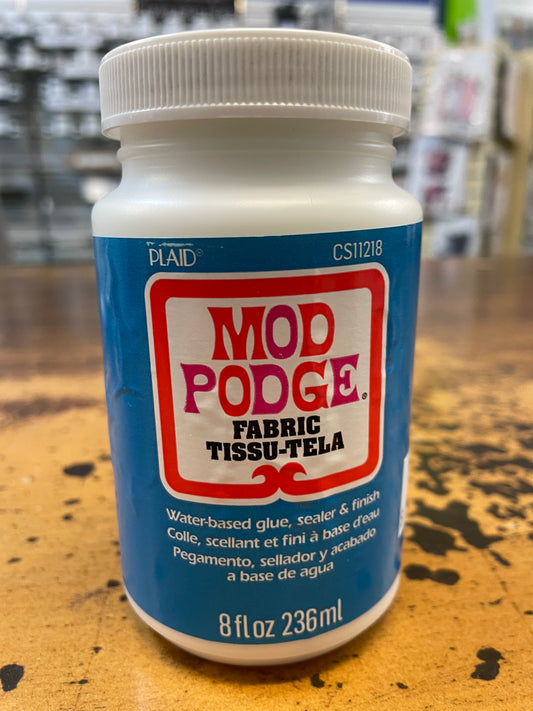 PLAID®
CS11218
MOD
PODGE®
FABRIC
TISSU-TELA
Water-based glue, sealer & finish
Colle, scellant et fini à base d'eau
Pegamento, sellador y acabado
a base de agua
8 fl oz 236 ml